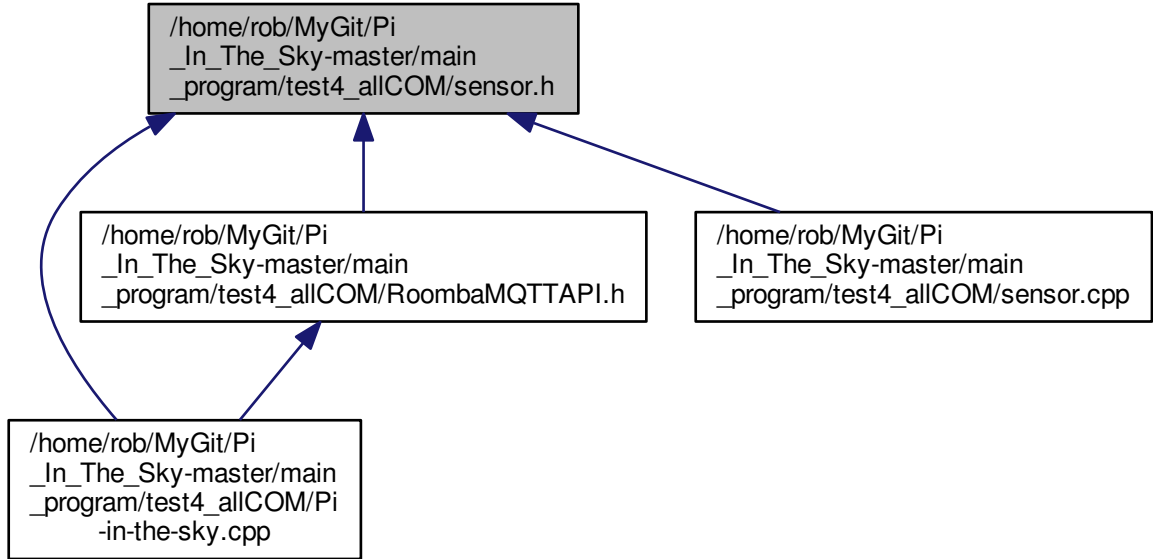 /home/rob/MyGit/Pi
_In_The_Sky-master/main
_program/test4_allCOM/sensor.h
/home/rob/MyGit/Pi
_In_The_Sky-master/main
_program/test4_allCOM/RoombaMQTTAPI.h
/home/rob/MyGit/Pi
_In_The_Sky-master/main
_program/test4_allCOM/sensor.cpp
/home/rob/MyGit/Pi
_In_The_Sky-master/main
_program/test4_allCOM/Pi
-in-the-sky.cpp